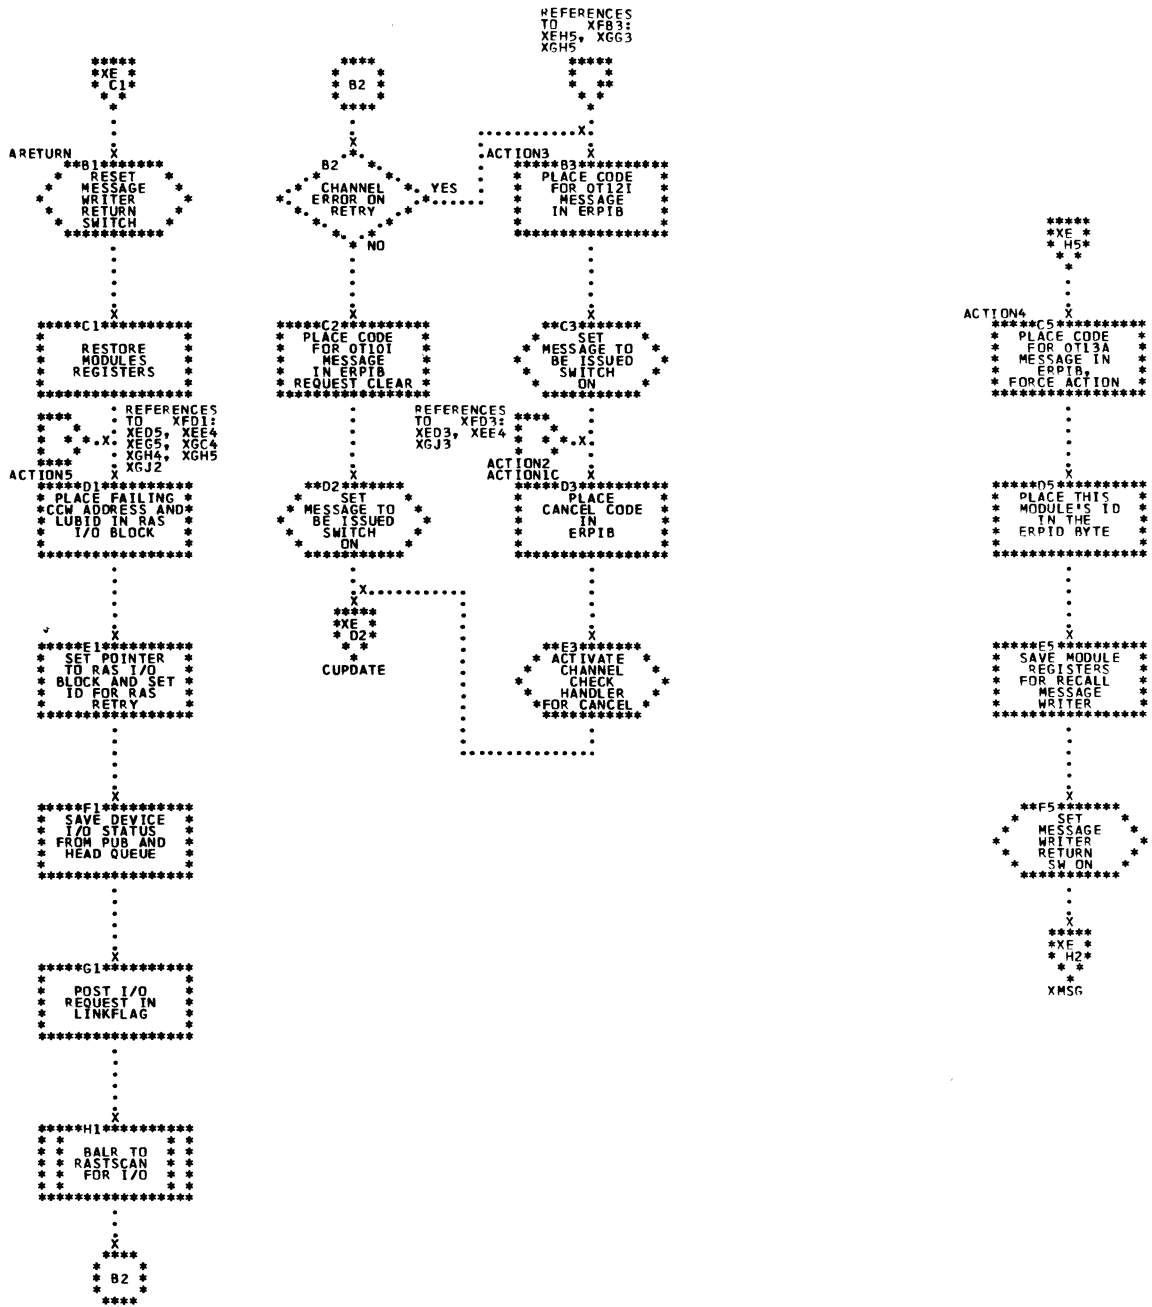 REFERENCES
TO XFB3:
XEH5, XGG3
XGH5
XE
C1
B2
ARETURN
B1
RESET
MESSAGE
WRITER
RETURN
SWITCH
B2
CHANNEL
ERROR ON
RETRY
YES
NO
ACTION3
B3
PLACE CODE
FOR OT12I
MESSAGE
IN ERPIB
XE
H5
C1
RESTORE
MODULES
REGISTERS
C2
PLACE CODE
FOR OT10I
MESSAGE
IN ERPIB
REQUEST CLEAR
C3
SET
MESSAGE TO
BE ISSUED
SWITCH
ON
ACTION4
C5
PLACE CODE
FOR OT13A
MESSAGE IN
ERPIB,
FORCE ACTION
REFERENCES
TO XFD1:
XED5, XEE4
XEG5, XGC4
XGH4, XGH5
XGJ2
REFERENCES
TO XFD3:
XED3, XEE4
XGJ3
ACTION5
D1
PLACE FAILING
CCW ADDRESS AND
LUBID IN RAS
I/O BLOCK
D2
SET
MESSAGE TO
BE ISSUED
SWITCH
ON
ACTION2
ACTION1C
D3
PLACE
CANCEL CODE
IN
ERPIB
D5
PLACE THIS
MODULE'S ID
IN THE
ERPID BYTE
XE
D2
CUPDATE
E1
SET POINTER
TO RAS I/O
BLOCK AND SET
ID FOR RAS
RETRY
E3
ACTIVATE
CHANNEL
CHECK
HANDLER
FOR CANCEL
E5
SAVE MODULE
REGISTERS
FOR RECALL
MESSAGE
WRITER
F1
SAVE DEVICE
I/O STATUS
FROM PUB AND
HEAD QUEUE
F5
SET
MESSAGE
WRITER
RETURN
SW ON
G1
POST I/O
REQUEST IN
LINKFLAG
XE
H2
XMSG
H1
BALR TO
RASTSCAN
FOR I/O
B2